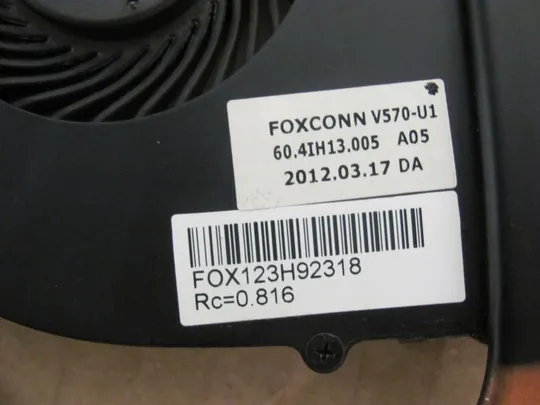 FOXCONN V570-U1
60.4IH13.005 A05
2012.03.17 DA
FOX123H92318
Rc=0.816